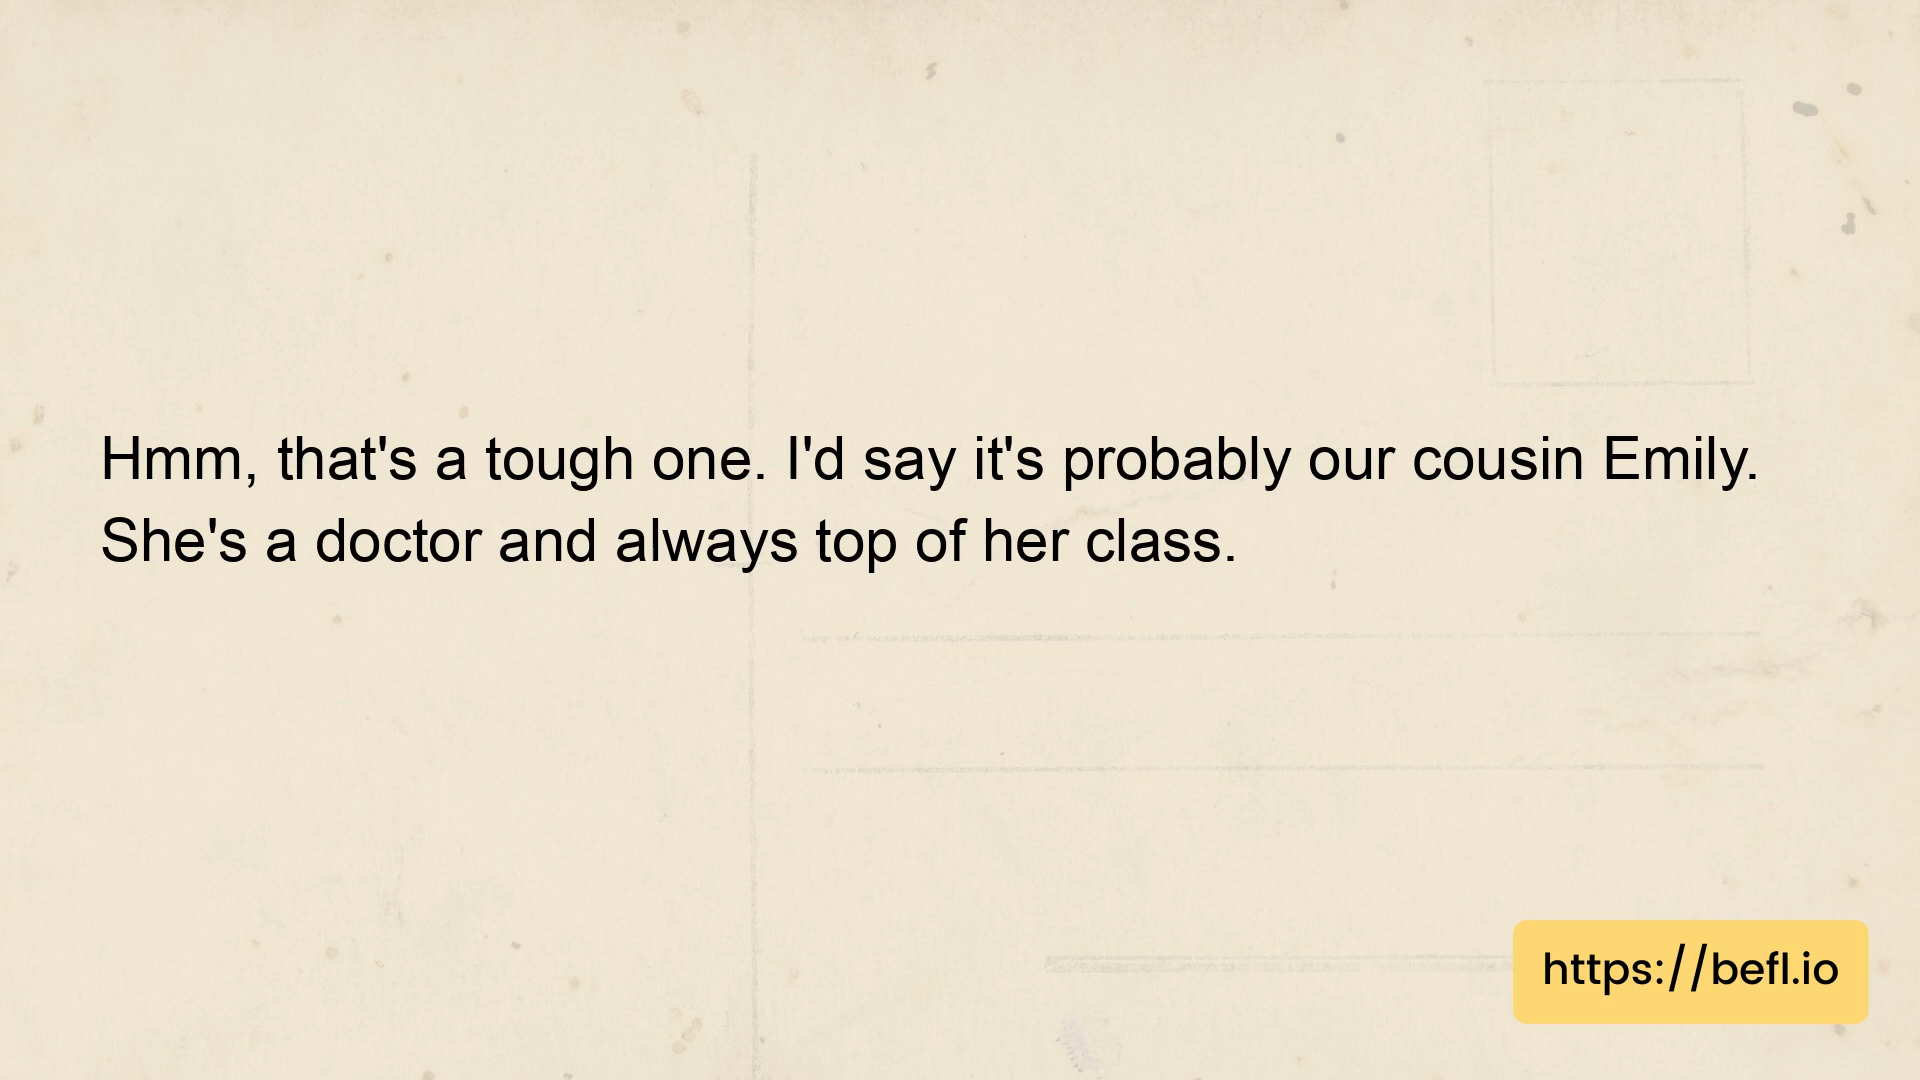 Hmm, that's a tough one. I'd say it's probably our cousin Emily.
She's a doctor and always top of her class.
https://befl.io